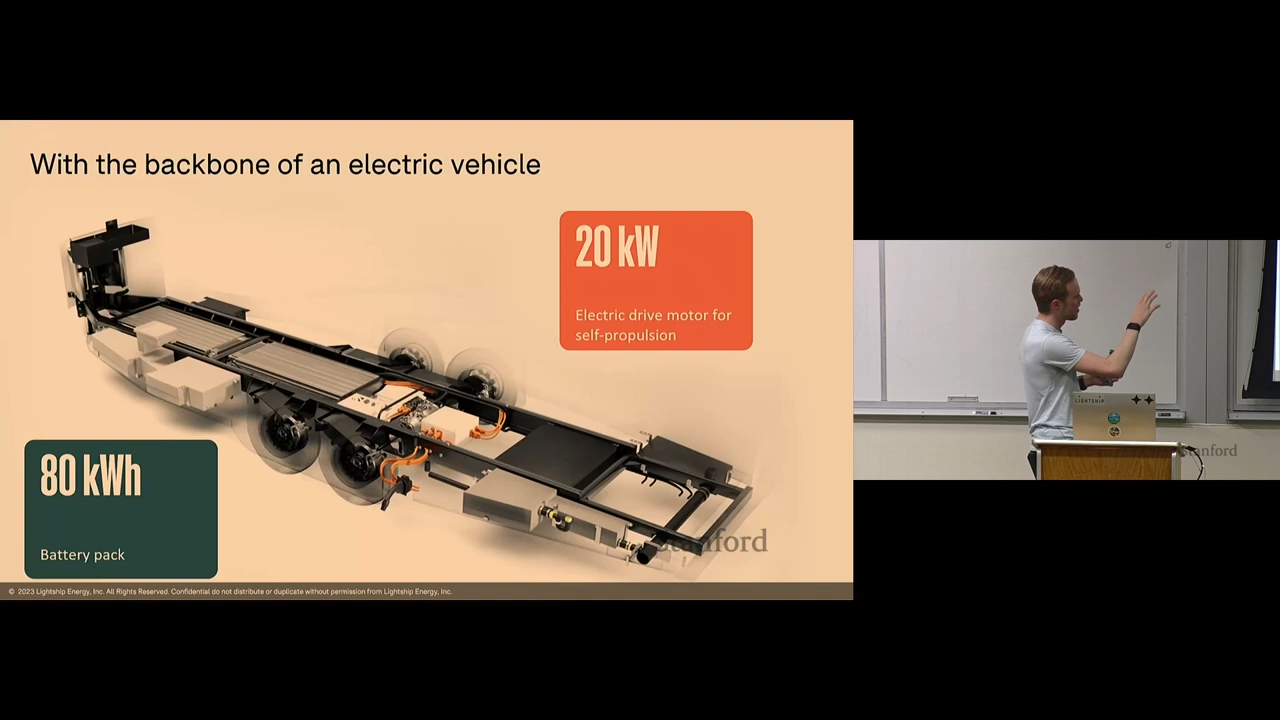 With the backbone of an electric vehicle
20 kW
Electric drive motor for
self-propulsion
80 kWh
Battery pack
Stanford
© 2023 Lightship Energy, Inc. All Rights Reserved. Confidential do not distribute or duplicate without permission from Lightship Energy, Inc.
LIGHTSHIP
Stanford